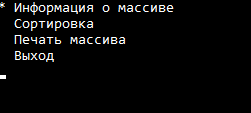 * Информация о массиве
Сортировка
Печать массива
Выход